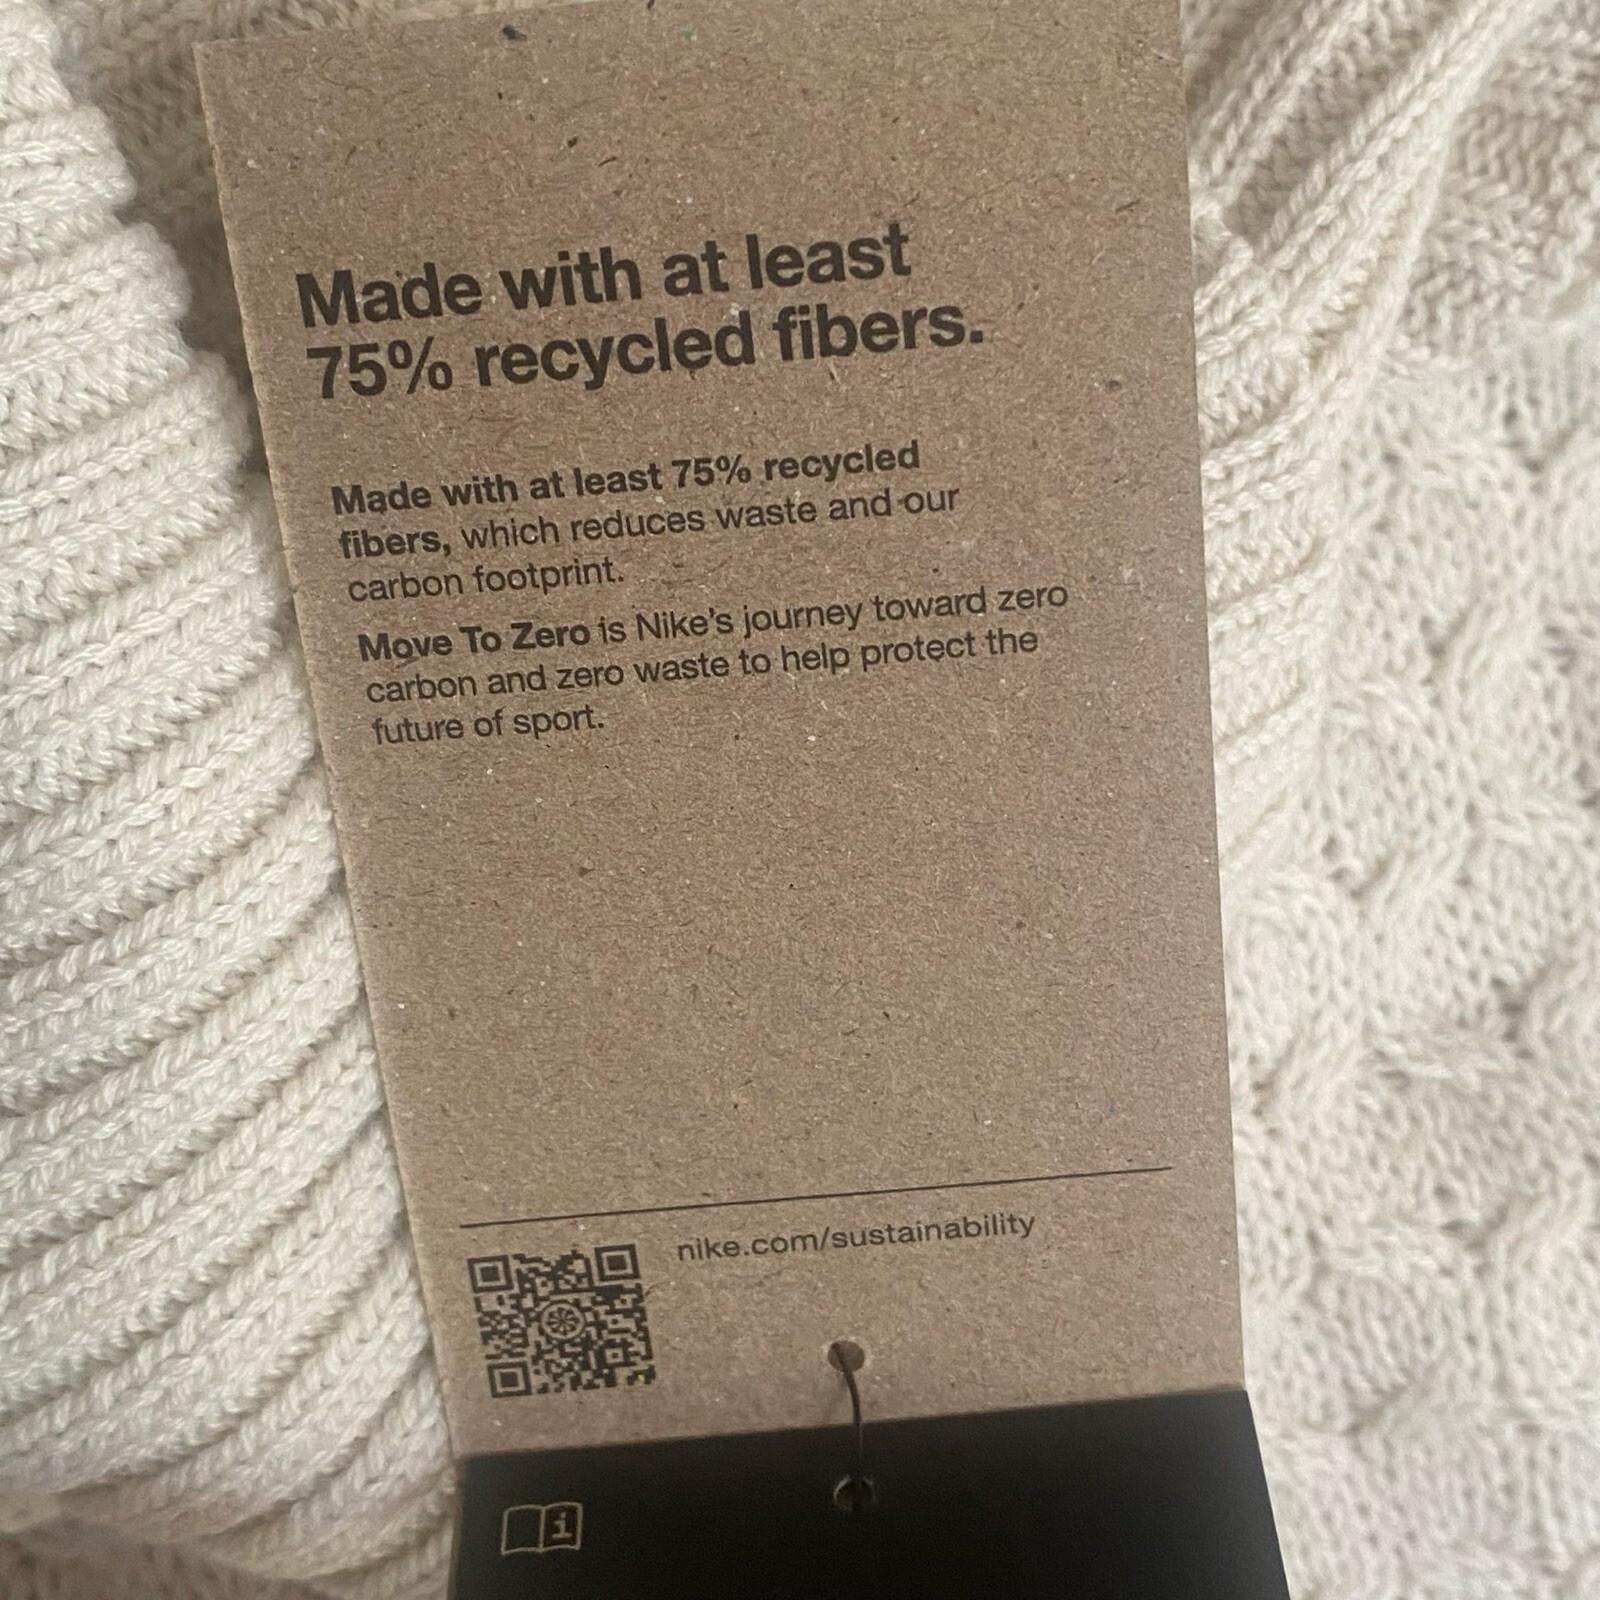 Made with at least
75% recycled fibers.
Made with at least 75% recycled
fibers, which reduces waste and our
carbon footprint.
Move To Zero is Nike's journey toward zero
carbon and zero waste to help protect the
future of sport.
nike.com/sustainability
i